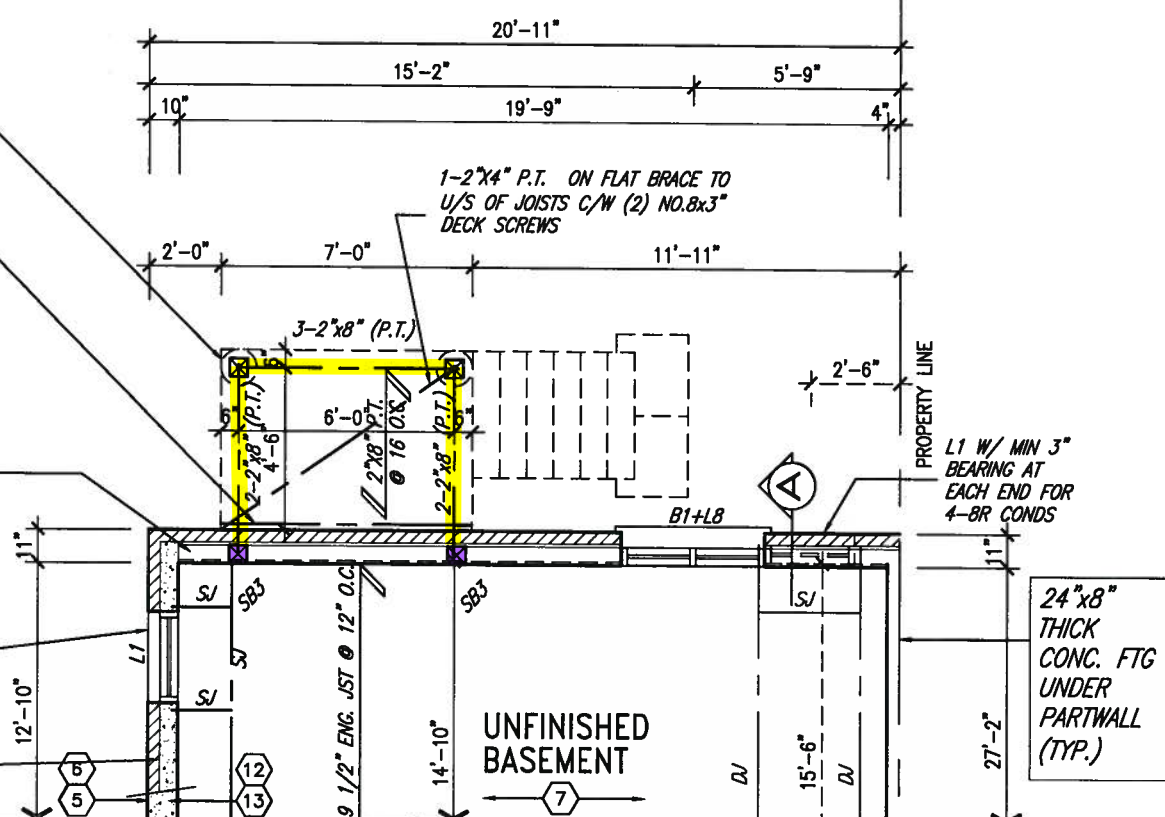 20'-11"
15'-2"
5'-9"
10"
19'-9"
4"
1-2"X4" P.T. ON FLAT BRACE TO
U/S OF JOISTS C/W (2) NO.8x3"
DECK SCREWS
2'-0"
7'-0"
11'-11"
3-2"x8" (P.T.)
6"
2'-6"
PROPERTY LINE
6"
6'-0"
6"
2-2"x8" (P.T.)
4'-6"
2"x8" P.T.
@ 16 O.C.
2-2"x8" (P.T.)
A
L1 W/ MIN 3"
BEARING AT
EACH END FOR
4-8R CONDS
B1+L8
11"
11"
SJ
SB3
SB3
SJ
24"x8"
THICK
CONC. FTG
UNDER
PARTWALL
(TYP.)
L1
SJ
SJ
9 1/2" ENG. JST @ 12" O.C.
12'-10"
14'-10"
UNFINISHED
BASEMENT
7
DJ
15'-6"
DJ
27'-2"
6
5
12
13